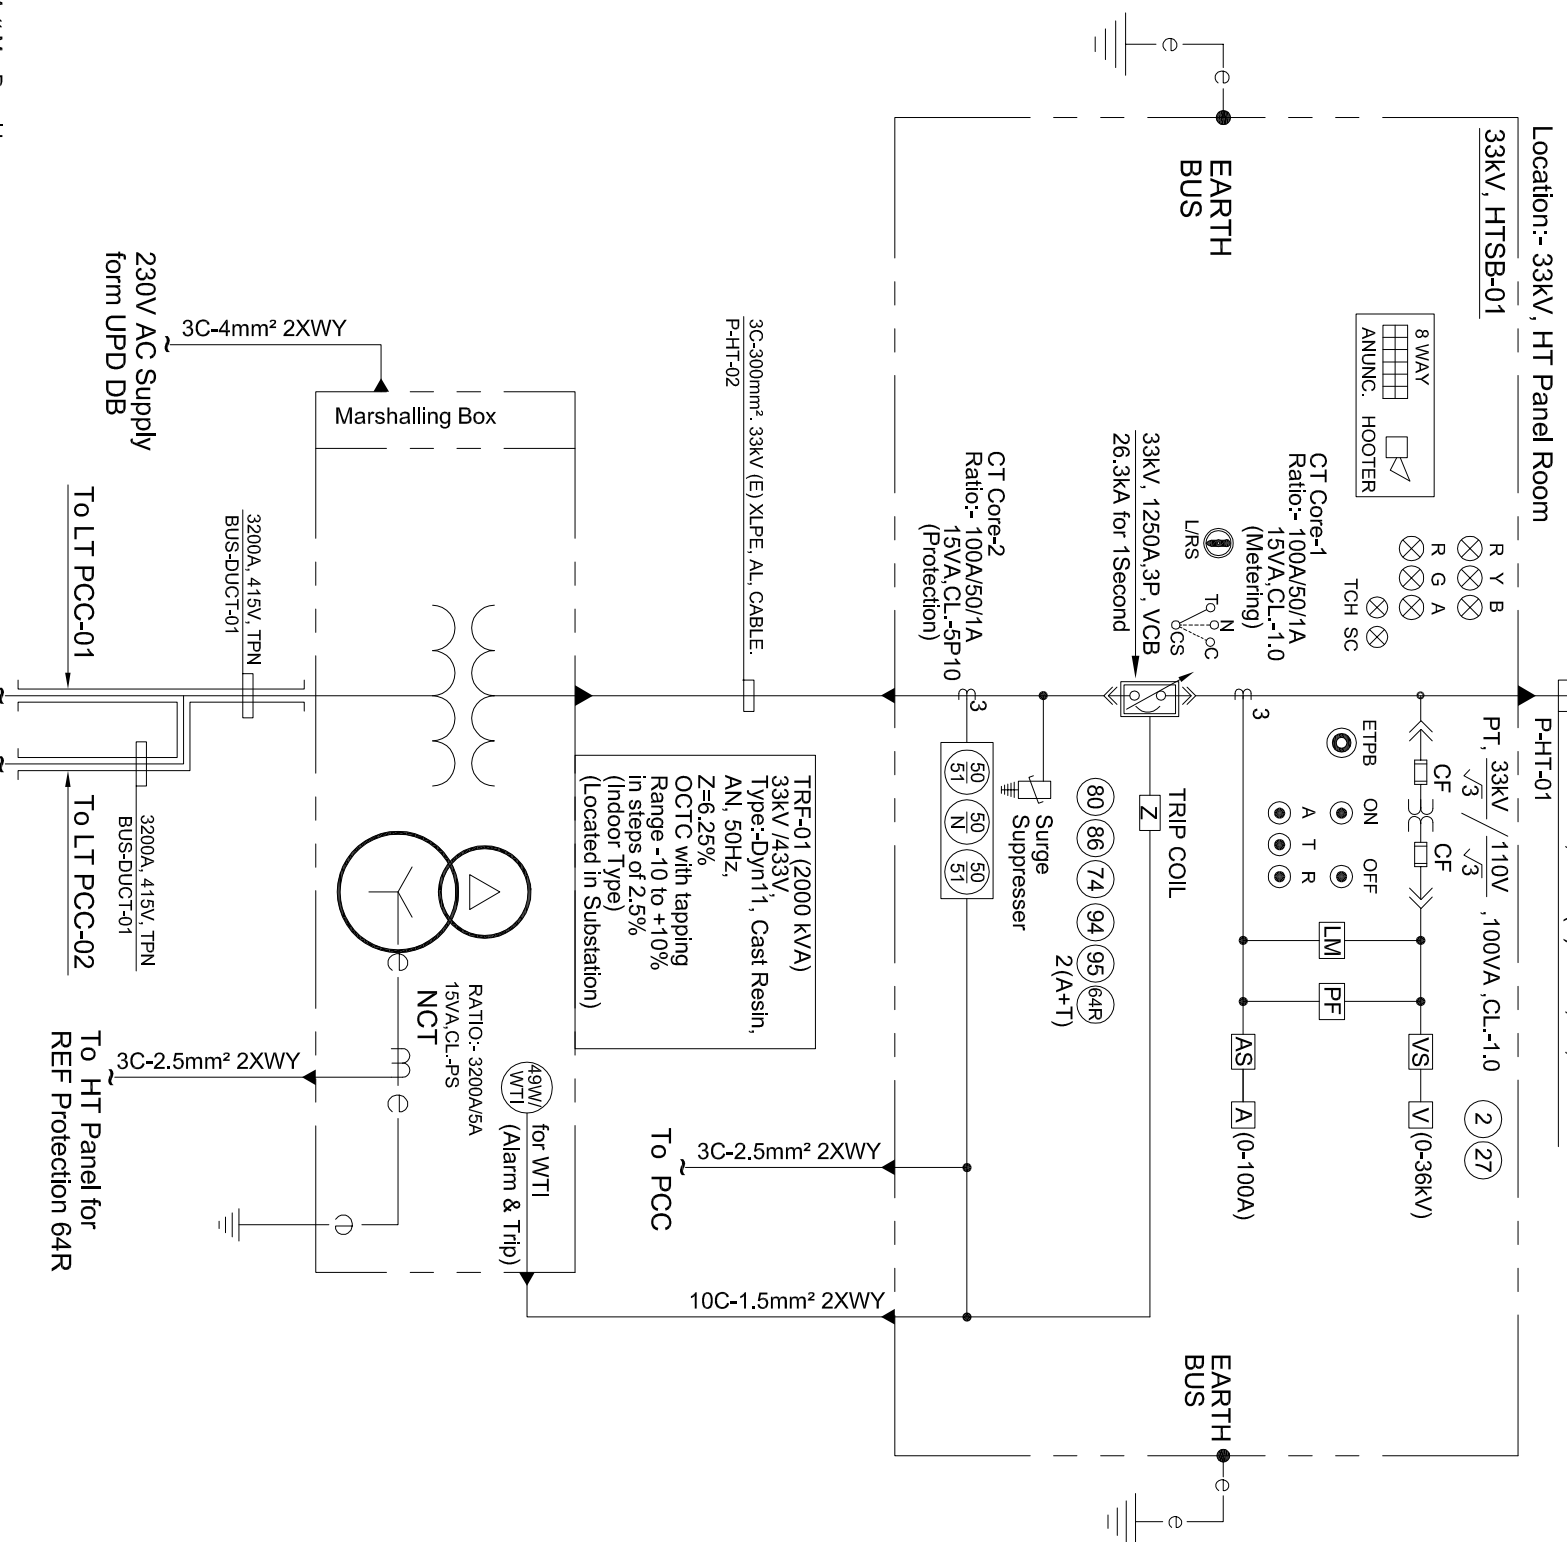 Location:- 33kV, HT Panel Room
33kV, HTSB-01
P-HT-01
EARTH
BUS
8 WAY
ANUNC.
HOOTER
R Y B
R G A
TCH SC
PT, 33kV/√3 / 110V/√3 ,100VA ,CL.-1.0
2 27
CF CF
ETPB ON OFF
A T R
LM
PF
VS
V (0-36kV)
AS
A (0-100A)
CT Core-1
Ratio:- 100A/50/1A
15VA,CL.-1.0
(Metering)
3
L/RS
T N C
CS
33kV, 1250A,3P, VCB
26.3kA for 1Second
TRIP COIL
Z
80 86 74 94 95 64R
2(A+T)
Surge
Suppresser
CT Core-2
Ratio:- 100A/50/1A
15VA,CL.-5P10
(Protection)
3
50/51 50/N 50/51
EARTH
BUS
e e
e e
3C-300mm². 33kV (E) XLPE, AL, CABLE.
P-HT-02
3C-2.5mm² 2XWY
To PCC
10C-1.5mm² 2XWY
TRF-01 (2000 kVA)
33kV /433V,
Type:-Dyn11, Cast Resin,
AN, 50Hz,
Z=6.25%
OCTC with tapping
Range -10 to +10%
in steps of 2.5%
(Indoor Type)
(Located in Substation)
Marshalling Box
49W/
WTI
for WTI
(Alarm & Trip)
RATIO:- 3200A/5A
15VA,CL.-PS
NCT
e e e
3C-4mm² 2XWY
230V AC Supply
form UPD DB
3200A, 415V, TPN
BUS-DUCT-01
3200A, 415V, TPN
BUS-DUCT-01
To LT PCC-01
To LT PCC-02
3C-2.5mm² 2XWY
To HT Panel for
REF Protection 64R